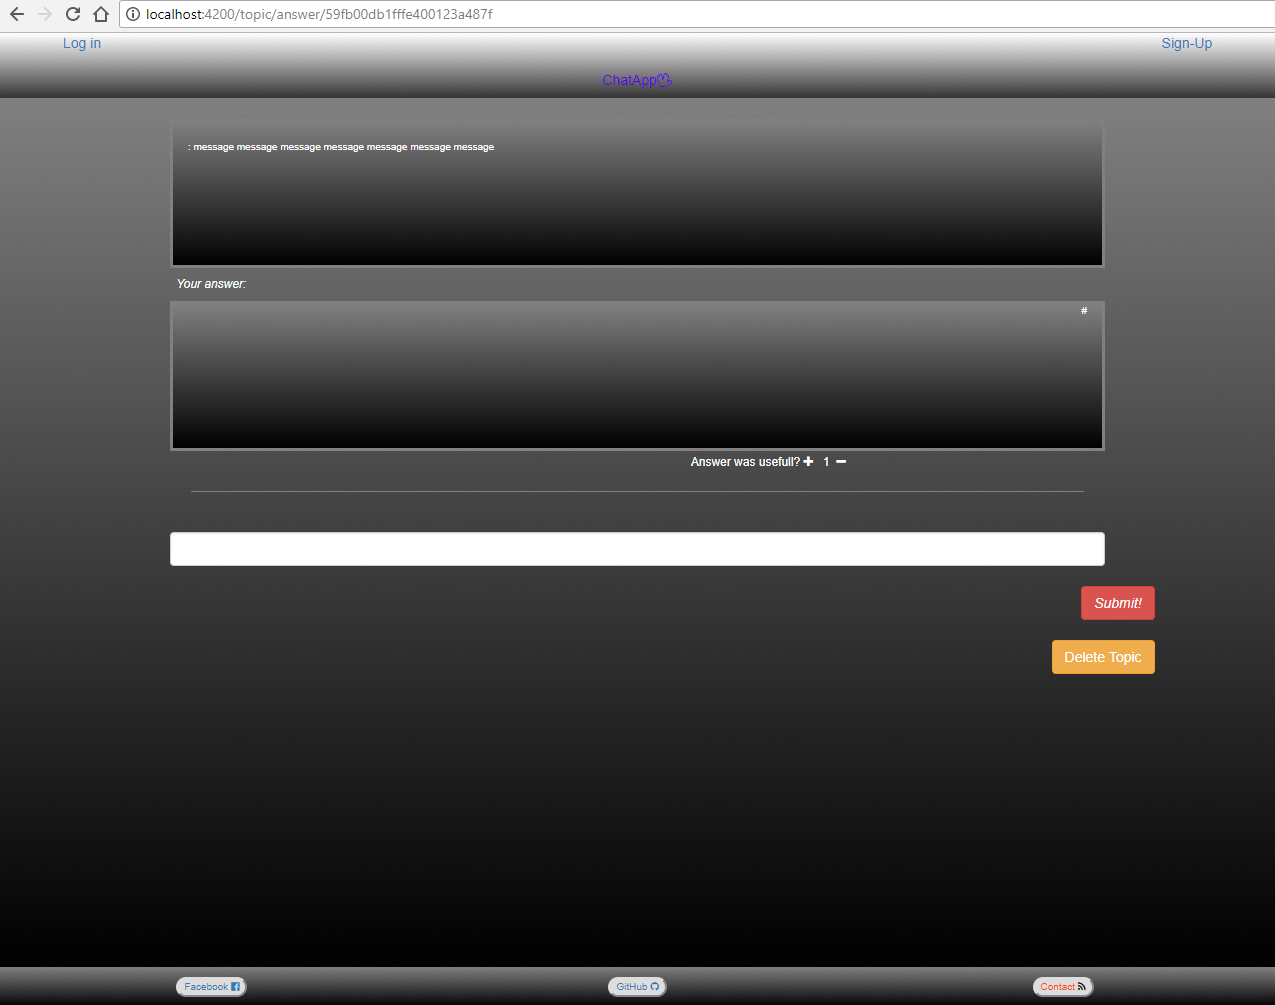 localhost:4200/topic/answer/59fb00db1fffe400123a487f
Log in
Sign-Up
ChatApp
: message message message message message message message
Your answer:
#
Answer was usefull? + 1 −
Submit!
Delete Topic
Facebook
GitHub
Contact